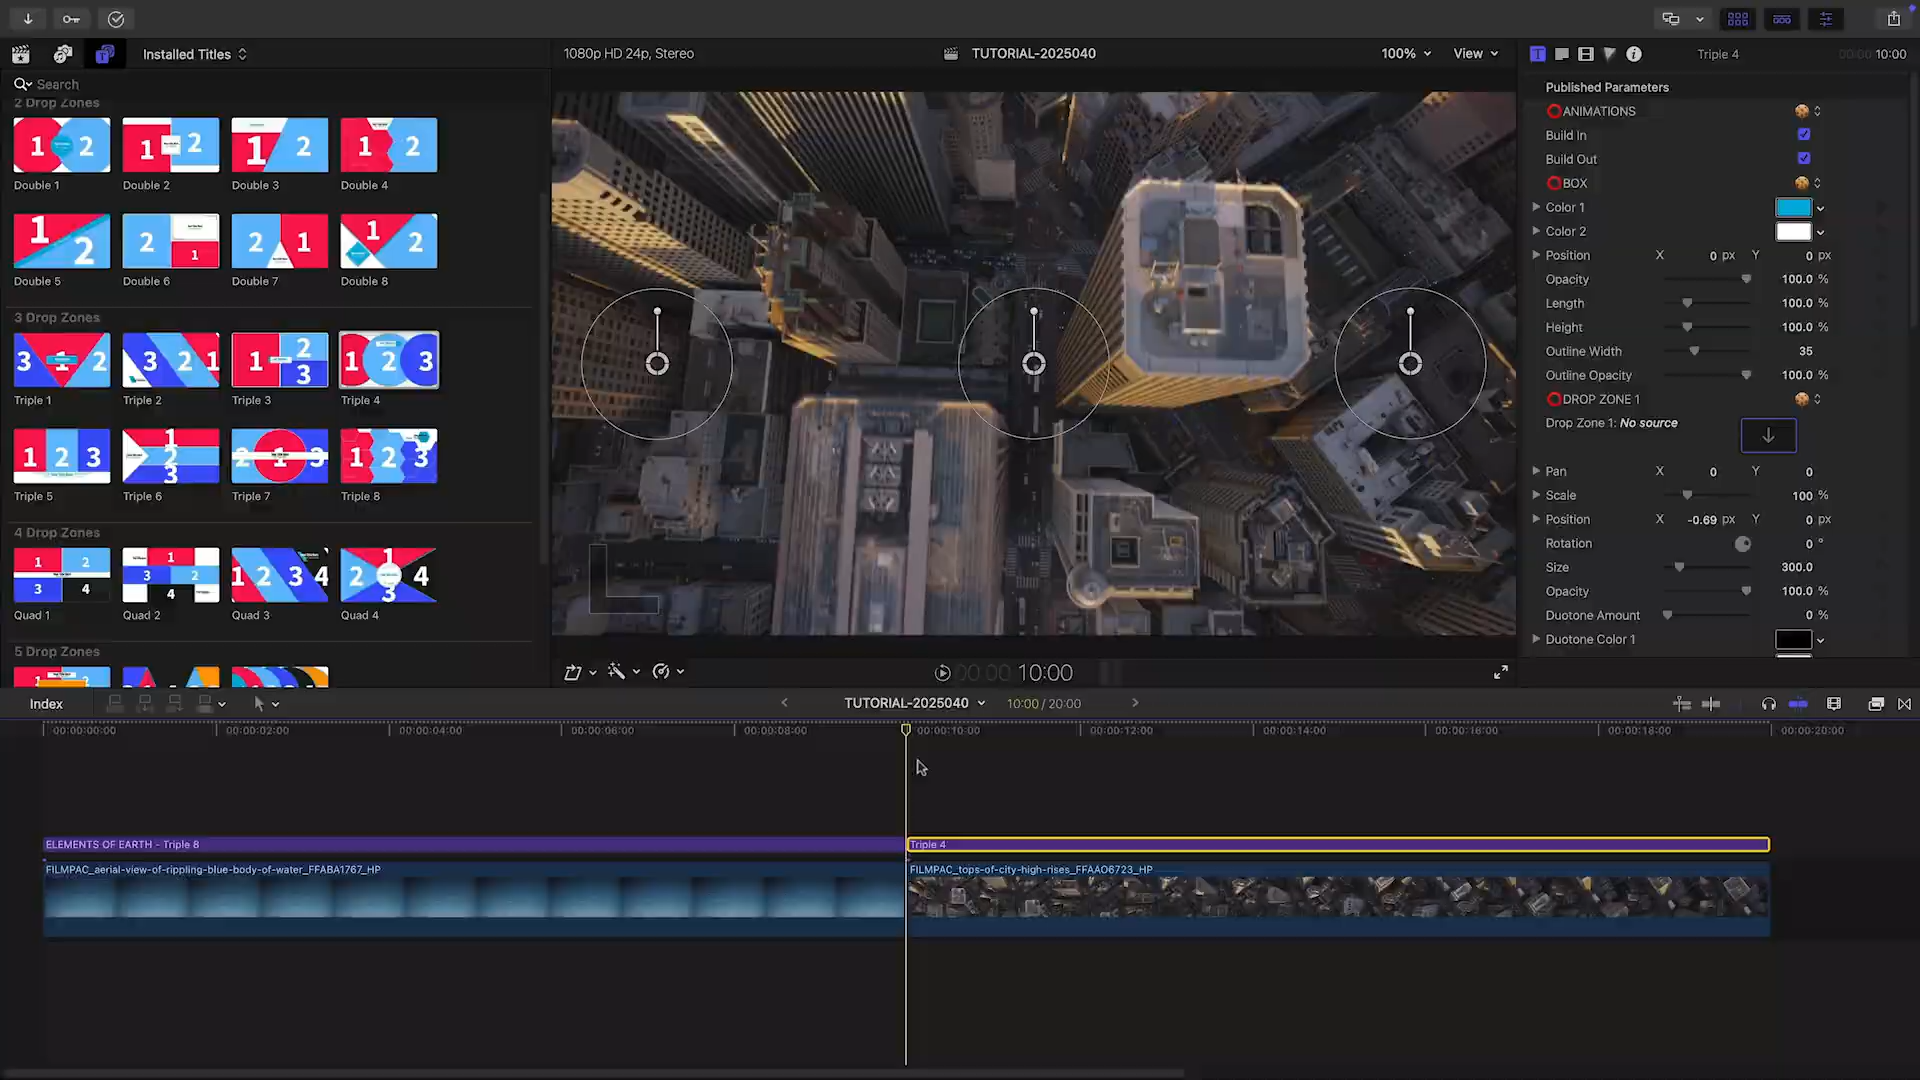 Installed Titles
1080p HD 24p, Stereo
TUTORIAL-2025040
100%
View
Triple 4
00:00 10:00
Search
2 Drop Zones
1 2
1 2
1 2
1 2
Double 1
Double 2
Double 3
Double 4
1 2
2 1
2 1
1 2
Double 5
Double 6
Double 7
Double 8
3 Drop Zones
3 1 2
3 2 1
1 2 3
1 2 3
Triple 1
Triple 2
Triple 3
Triple 4
1 2 3
1 2 3
2 1 3
1 2 3
Triple 5
Triple 6
Triple 7
Triple 8
4 Drop Zones
1 2 3 4
1 3 2 4
1 2 3 4
1 2 4 3
Quad 1
Quad 2
Quad 3
Quad 4
5 Drop Zones
Published Parameters
ANIMATIONS
Build In
Build Out
BOX
Color 1
Color 2
Position X 0 px Y 0 px
Opacity 100.0 %
Length 100.0 %
Height 100.0 %
Outline Width 35
Outline Opacity 100.0 %
DROP ZONE 1
Drop Zone 1: No source
Pan X 0 Y 0
Scale 100 %
Position X -0.69 px Y 0 px
Rotation 0 °
Size 300.0
Opacity 100.0 %
Duotone Amount 0 %
Duotone Color 1
00:00 10:00
Index
TUTORIAL-2025040
10:00 / 20:00
00:00:00:00
00:00:02:00
00:00:04:00
00:00:06:00
00:00:08:00
00:00:10:00
00:00:12:00
00:00:14:00
00:00:16:00
00:00:18:00
00:00:20:00
ELEMENTS OF EARTH - Triple 8
Triple 4
FILMPAC_aerial-view-of-rippling-blue-body-of-water_FFABA1767_HP
FILMPAC_tops-of-city-high-rises_FFAAO6723_HP